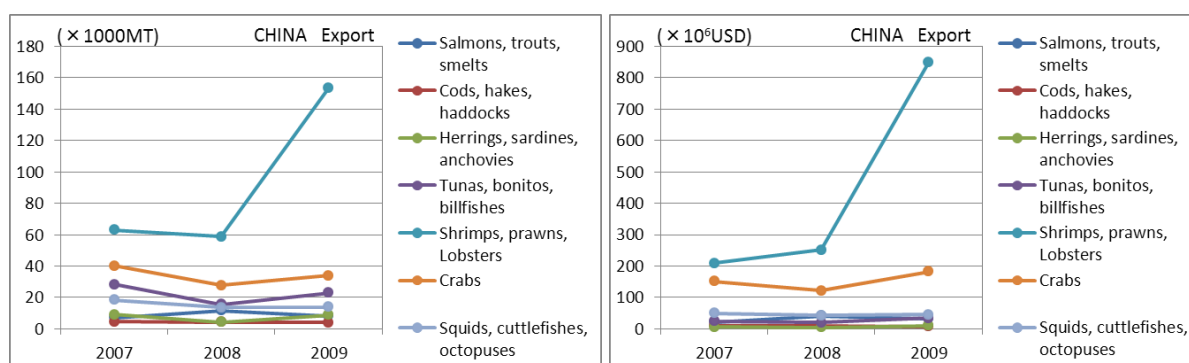 (×1000MT) CHINA Export
180
160
140
120
100
80
60
40
20
0
2007 2008 2009
Salmons, trouts,
smelts
Cods, hakes,
haddocks
Herrings, sardines,
anchovies
Tunas, bonitos,
billfishes
Shrimps, prawns,
Lobsters
Crabs
Squids, cuttlefishes,
octopuses
(×10⁶USD) CHINA Export
900
800
700
600
500
400
300
200
100
0
2007 2008 2009
Salmons, trouts,
smelts
Cods, hakes,
haddocks
Herrings, sardines,
anchovies
Tunas, bonitos,
billfishes
Shrimps, prawns,
Lobsters
Crabs
Squids, cuttlefishes,
octopuses